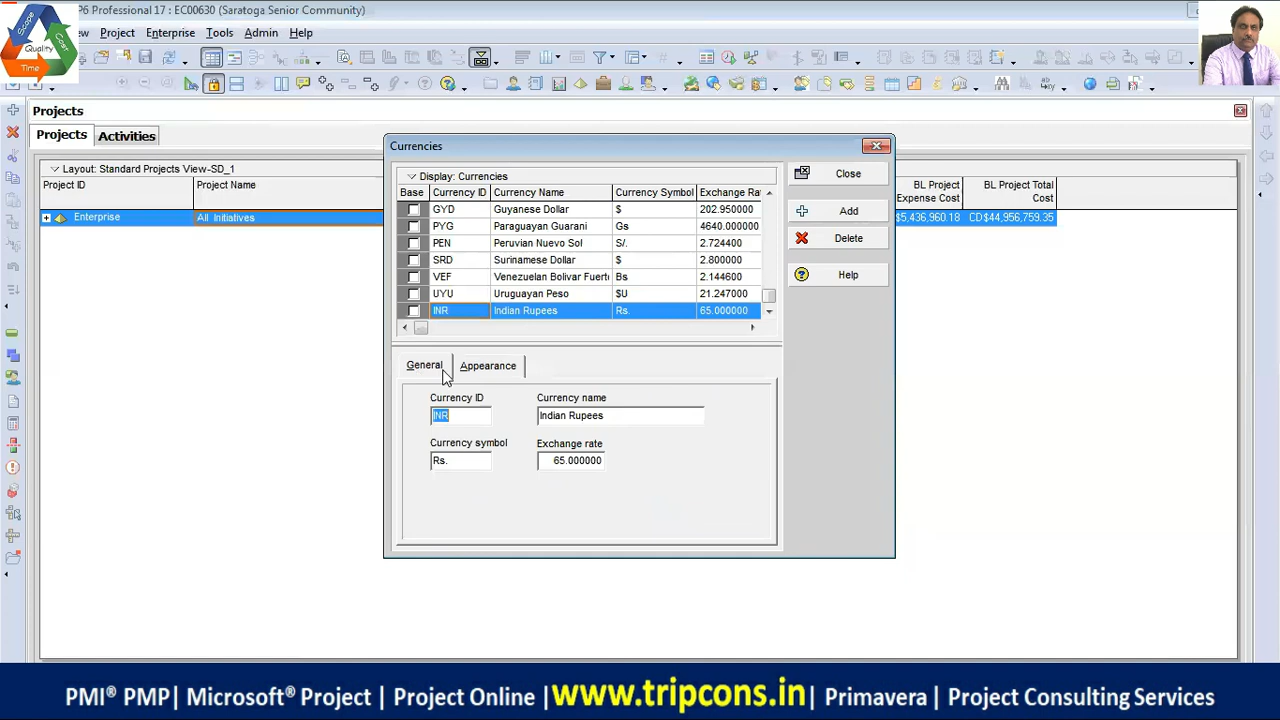 P6 Professional 17 : EC00630 (Saratoga Senior Community)
Scope
Quality
Cost
Time
Project Enterprise Tools Admin Help
Projects
Projects Activities
Layout: Standard Projects View-SD_1
Project ID Project Name BL Project Expense Cost BL Project Total Cost
Enterprise All Initiatives $5,436,960.18 CD$44,956,759.35
Currencies
Display: Currencies
Base Currency ID Currency Name Currency Symbol Exchange Ra
GYD Guyanese Dollar $ 202.950000
PYG Paraguayan Guarani Gs 4640.000000
PEN Peruvian Nuevo Sol S/. 2.724400
SRD Surinamese Dollar $ 2.800000
VEF Venezuelan Bolivar Fuert Bs 2.144600
UYU Uruguayan Peso $U 21.247000
INR Indian Rupees Rs. 65.000000
Close
Add
Delete
Help
General Appearance
Currency ID Currency name
INR Indian Rupees
Currency symbol Exchange rate
Rs. 65.000000
PMI® PMP| Microsoft® Project | Project Online |www.tripcons.in| Primavera | Project Consulting Services